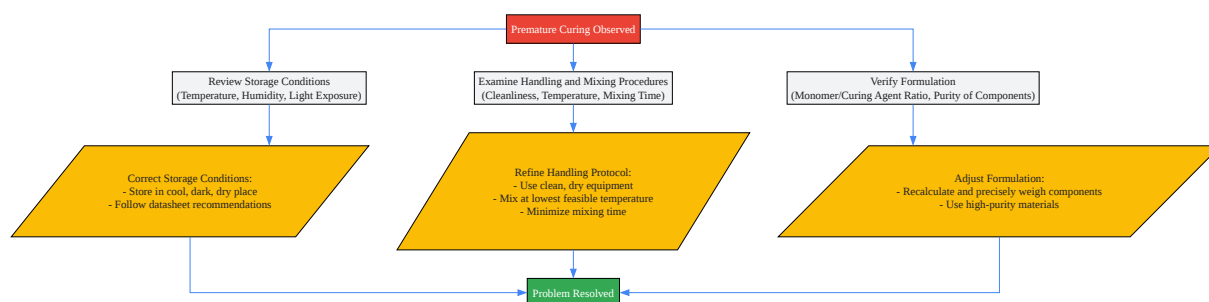 Premature Curing Observed
Review Storage Conditions
(Temperature, Humidity, Light Exposure)
Examine Handling and Mixing Procedures
(Cleanliness, Temperature, Mixing Time)
Verify Formulation
(Monomer/Curing Agent Ratio, Purity of Components)
Correct Storage Conditions:
- Store in cool, dark, dry place
- Follow datasheet recommendations
Refine Handling Protocol:
- Use clean, dry equipment
- Mix at lowest feasible temperature
- Minimize mixing time
Adjust Formulation:
- Recalculate and precisely weigh components
- Use high-purity materials
Problem Resolved